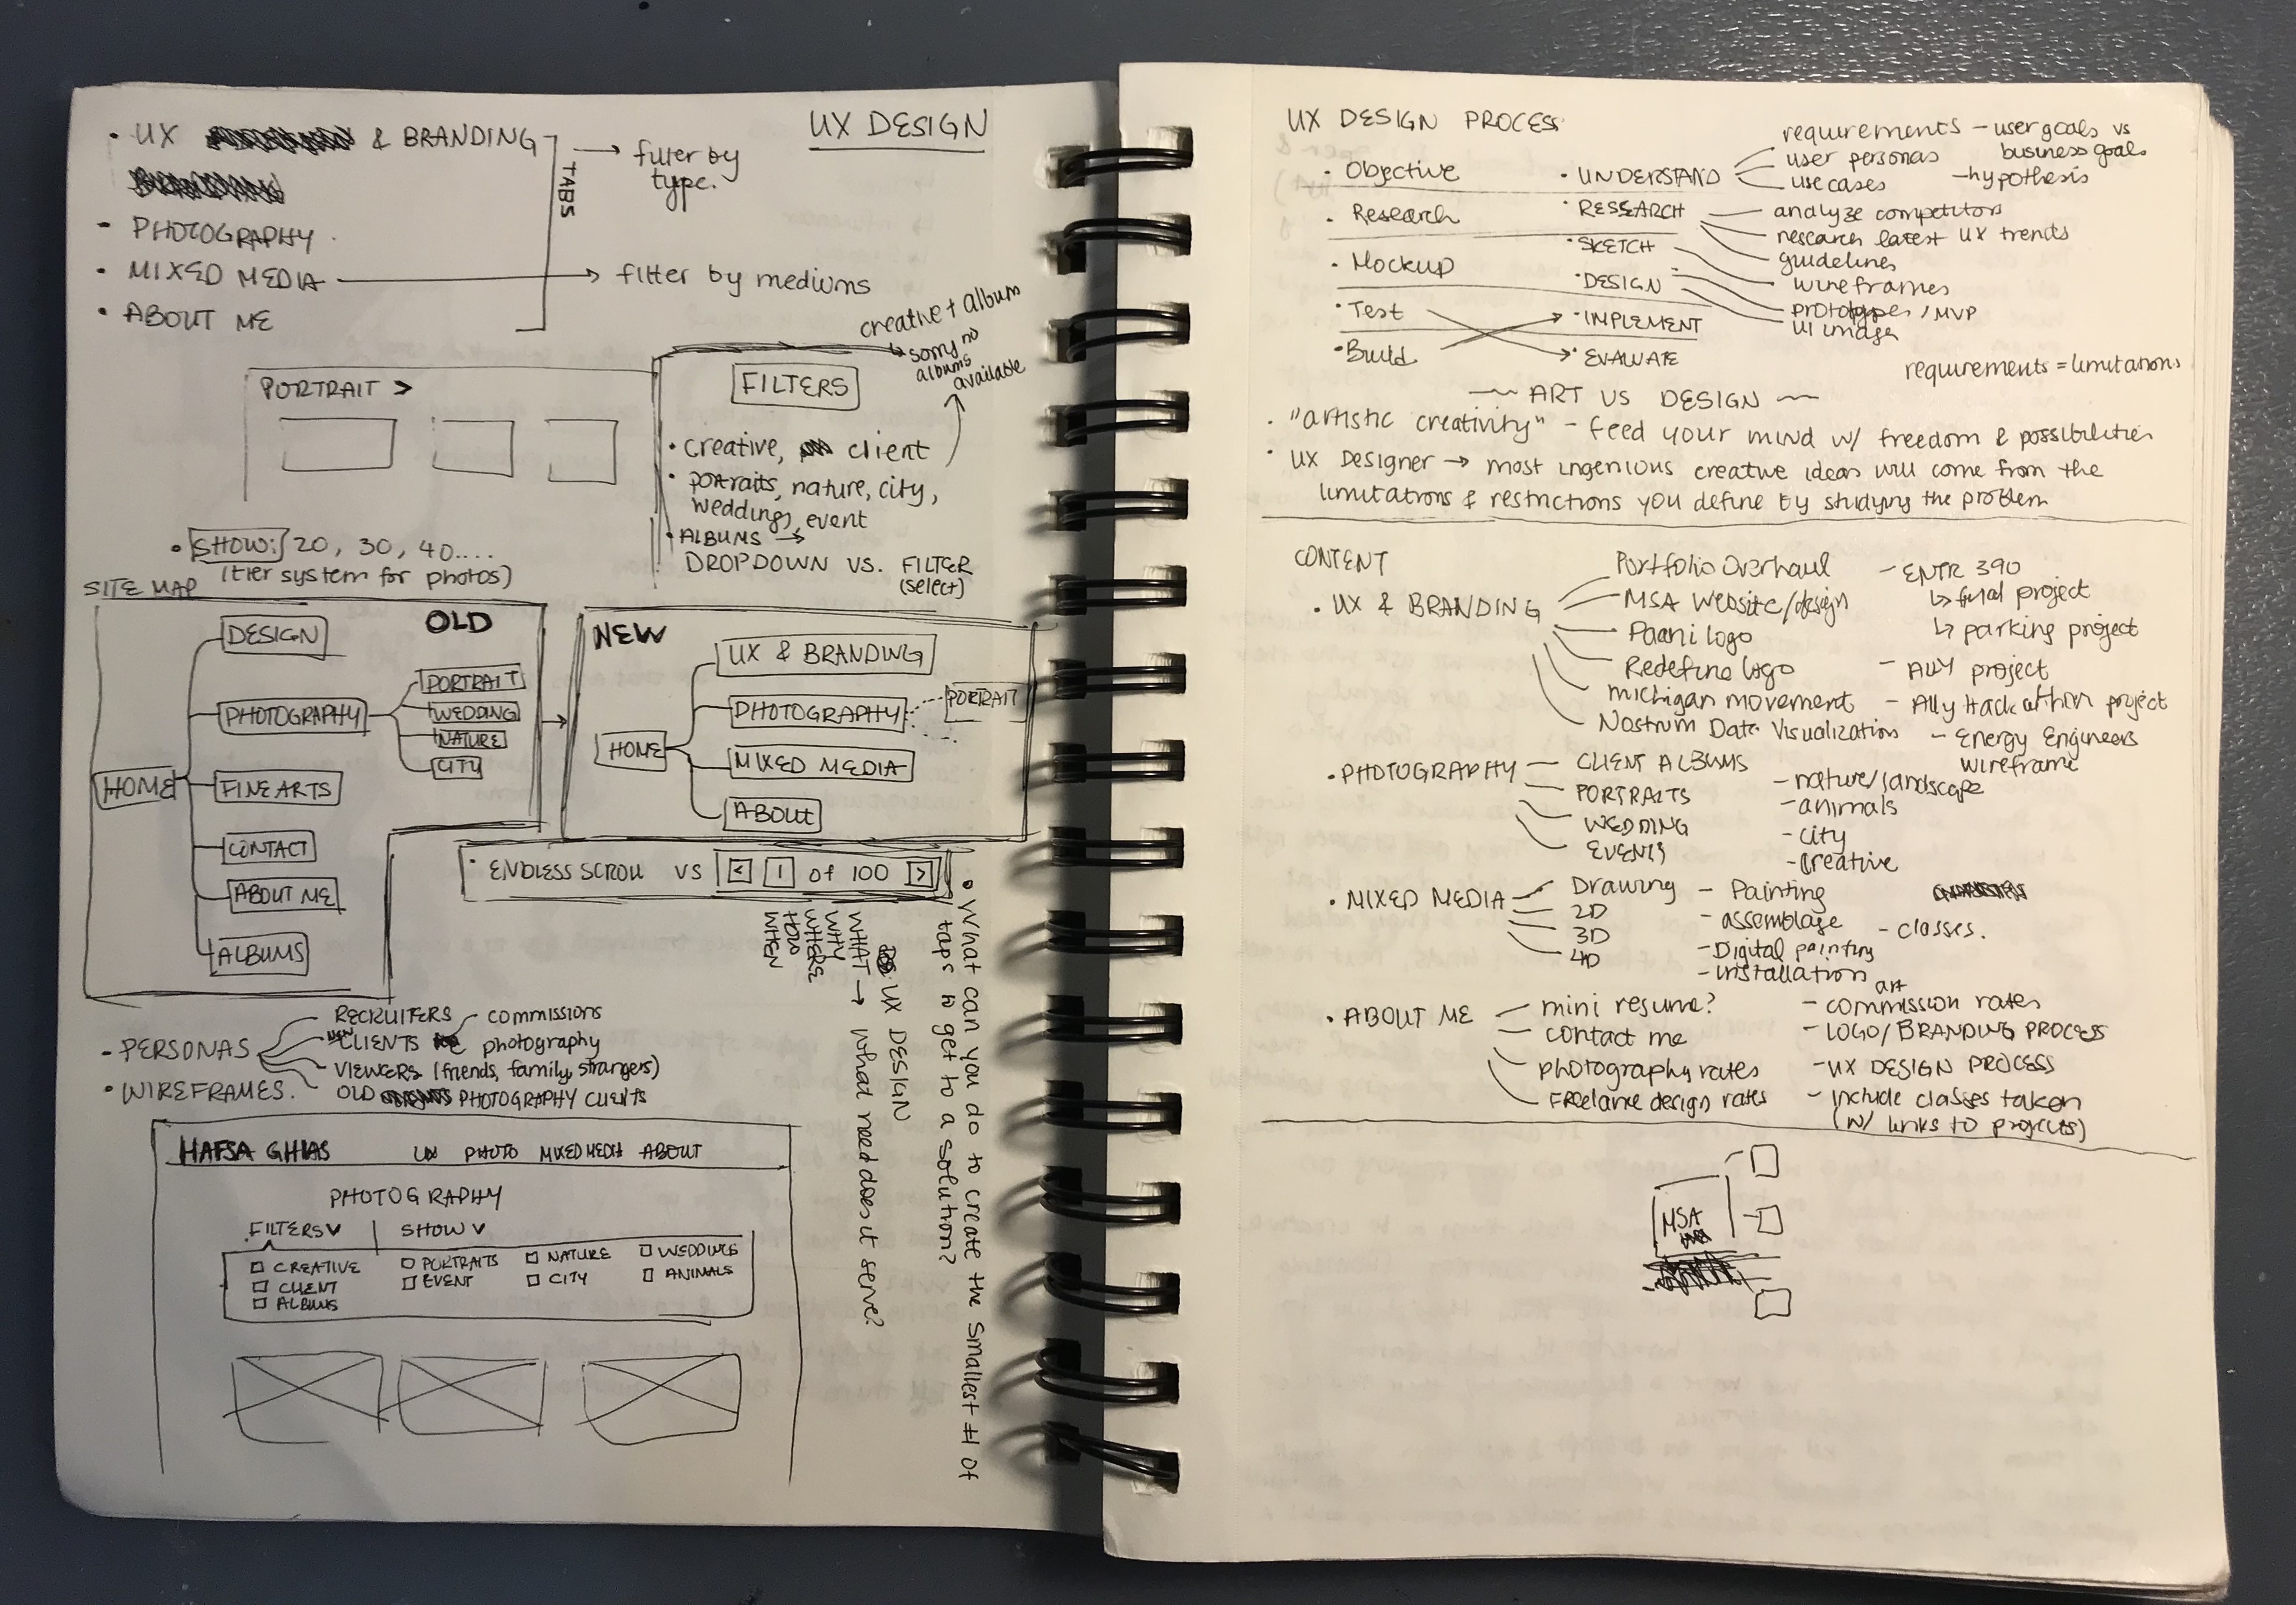 UX DESIGN
• UX & BRANDING
- PHOTOGRAPHY
• MIXED MEDIA
• ABOUT ME
TABS
filter by
type.
filter by mediums
PORTRAIT >
creative + album
sorry no
albums
available
FILTERS
• creative, client
• portraits, nature, city,
weddings, event
• ALBUMS →
DROPDOWN VS. FILTER
(select)
• SHOW: 20, 30, 40....
(tier system for photos)
SITE MAP
OLD
DESIGN
PHOTOGRAPHY
PORTRAIT
WEDDING
NATURE
CITY
HOME
FINE ARTS
CONTACT
ABOUT ME
ALBUMS
NEW
UX & BRANDING
PHOTOGRAPHY
PORTRAIT
HOME
MIXED MEDIA
ABOUT
• ENDLESS SCROLL VS < 1 of 100 >
• What can you do to create the smallest # of
taps to get to a solution?
UX DESIGN
WHAT → what need does it serve?
WHY
WHERE
HOW
WHEN
- PERSONAS
RECRUITERS
NEW CLIENTS
commissions
photography
VIEWERS (friends, family, strangers)
OLD PHOTOGRAPHY CLIENTS
• WIREFRAMES.
HAFSA GHIAS UX PHOTO MIXED MEDIA ABOUT
PHOTOGRAPHY
FILTERS V SHOW V
CREATIVE PORTRAITS NATURE WEDDINGS
CLIENT EVENT CITY ANIMALS
ALBUMS
UX DESIGN PROCESS
• Objective
• Research
• Mockup
• Test
• Build
• UNDERSTAND
• RESEARCH
• SKETCH
• DESIGN
• IMPLEMENT
• EVALUATE
requirements - user goals vs
business goals
user personas
use cases - hypothesis
analyze competitors
research latest UX trends
guidelines
wireframes
prototypes / MVP
UI image
requirements = limitations
~ ART VS DESIGN ~
• "artistic creativity" - feed your mind w/ freedom & possibilities
• UX Designer → most ingenious creative ideas will come from the
limitations & restrictions you define by studying the problem
CONTENT
• UX & BRANDING
Portfolio Overhaul
MSA Website/design
Paani logo
Redefine logo
michigan movement
Nostrum Data Visualization
- ENTR 390
↳ final project
↳ parking project
- Ally project
- Ally Hackathon project
- Energy Engineers
wireframe
• PHOTOGRAPHY
- CLIENT ALBUMS
PORTRAITS
WEDDING
EVENTS
- nature/landscape
- animals
- city
- creative
• MIXED MEDIA
Drawing
2D
3D
4D
- Painting
- assemblage
- Digital painting
- installation
- classes.
• ABOUT ME
mini resume?
contact me
photography rates
Freelance design rates
- art commission rates
- LOGO/BRANDING PROCESS
- UX DESIGN PROCESS
- include classes taken
(w/ links to projects)
MSA